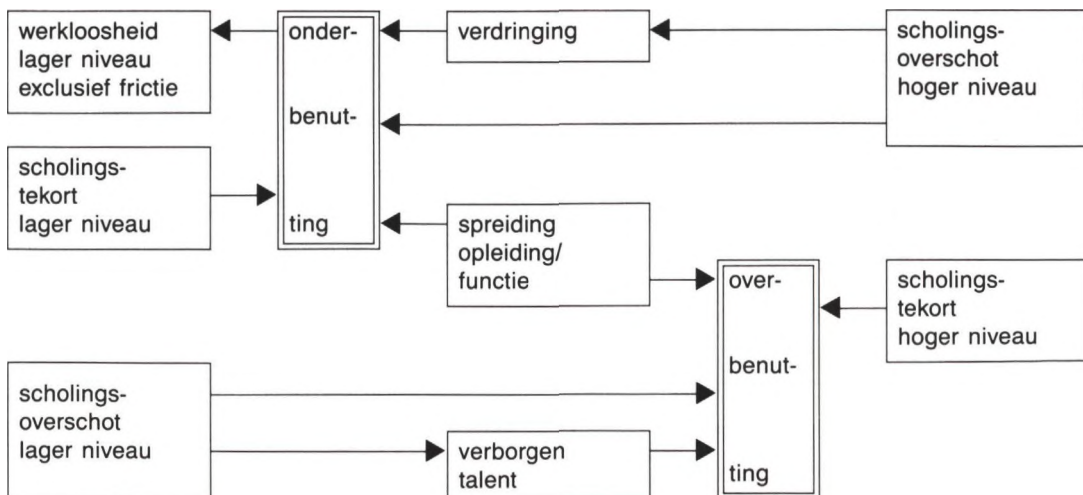 werkloosheid
lager niveau
exclusief frictie
onder-
benut-
ting
verdringing
scholings-
overschot
hoger niveau
scholings-
tekort
lager niveau
spreiding
opleiding/
functie
over-
benut-
ting
scholings-
tekort
hoger niveau
scholings-
overschot
lager niveau
verborgen
talent